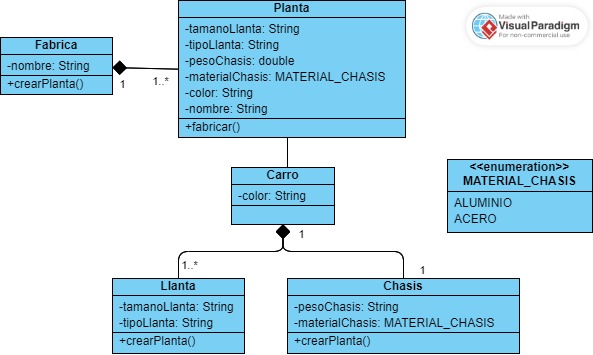 Made with
Visual Paradigm
For non-commercial use
Fabrica
-nombre: String
+crearPlanta()
1
1..*
Planta
-tamanoLlanta: String
-tipoLlanta: String
-pesoChasis: double
-materialChasis: MATERIAL_CHASIS
-color: String
-nombre: String
+fabricar()
Carro
-color: String
1
<<enumeration>>
MATERIAL_CHASIS
ALUMINIO
ACERO
1..*
1
Llanta
-tamanoLlanta: String
-tipoLlanta: String
+crearPlanta()
Chasis
-pesoChasis: String
-materialChasis: MATERIAL_CHASIS
+crearPlanta()